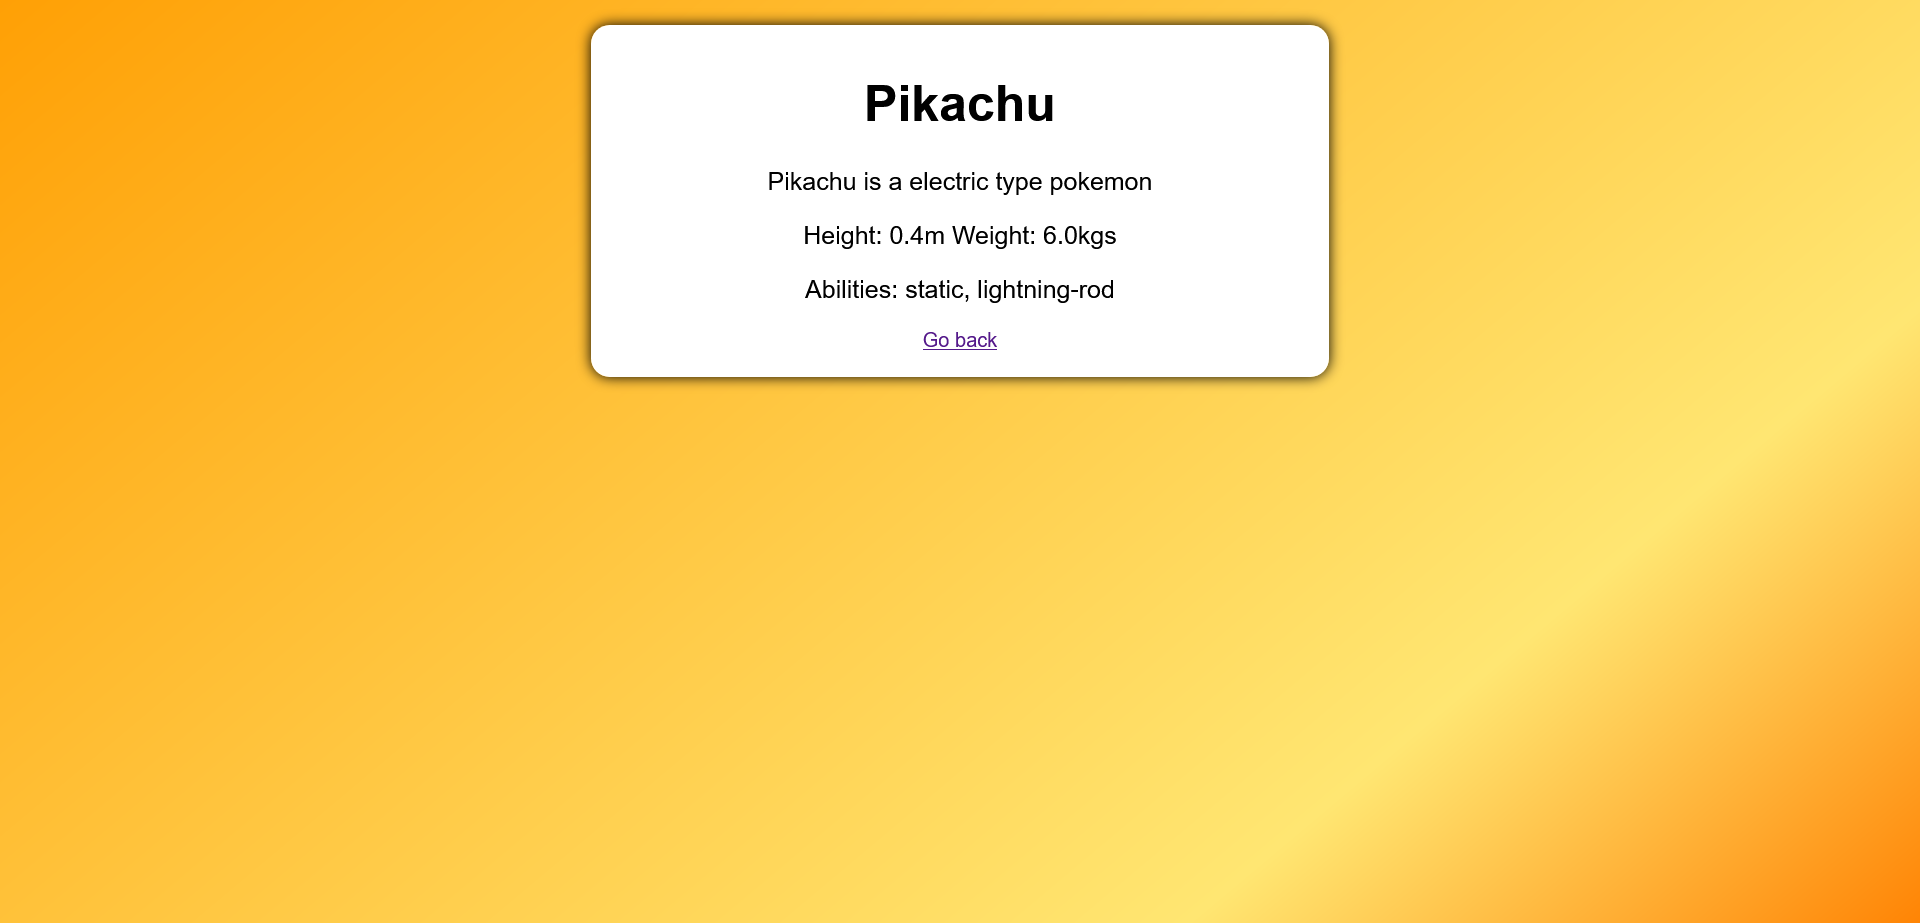 Pikachu
Pikachu is a electric type pokemon
Height: 0.4m Weight: 6.0kgs
Abilities: static, lightning-rod
Go back